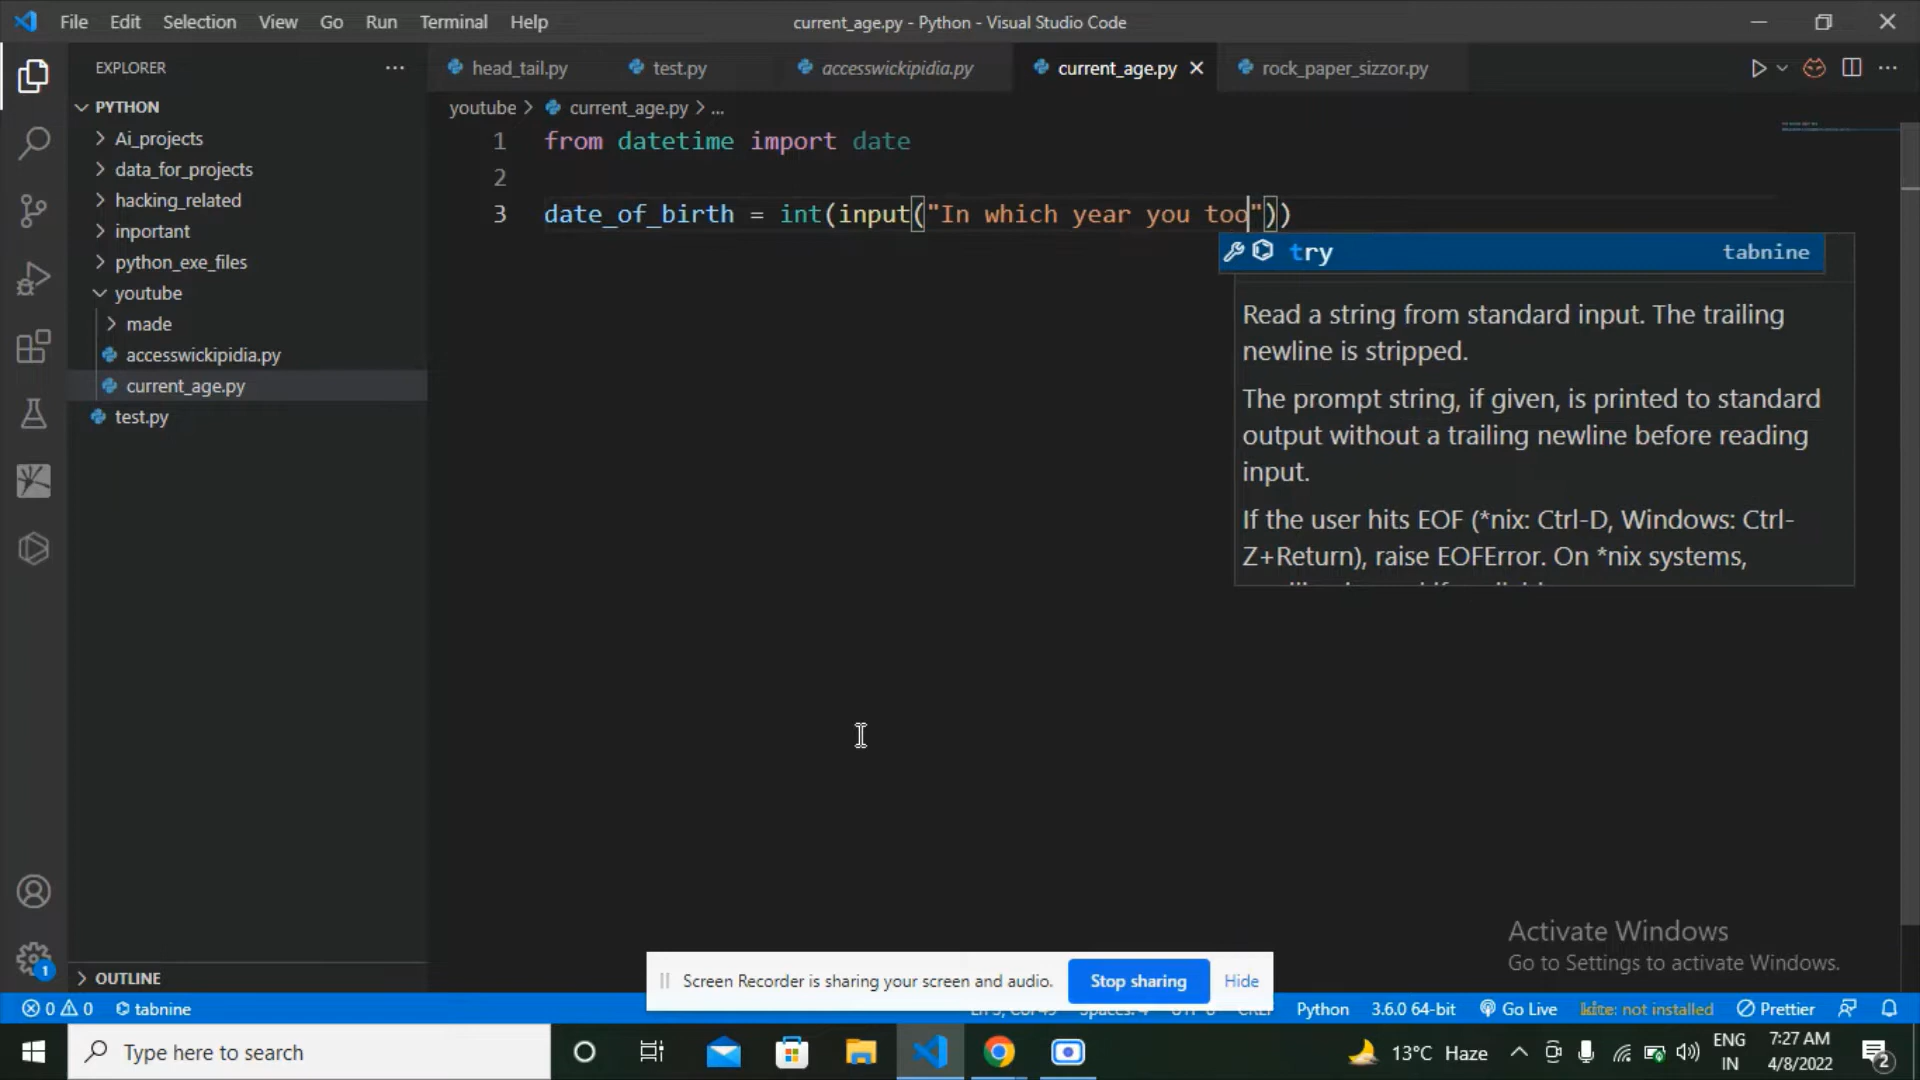 File Edit Selection View Go Run Terminal Help current_age.py - Python - Visual Studio Code
EXPLORER ...
head_tail.py test.py accesswickipidia.py current_age.py rock_paper_sizzor.py
PYTHON
youtube > current_age.py > ...
Ai_projects
data_for_projects
hacking_related
inportant
python_exe_files
youtube
made
accesswickipidia.py
current_age.py
test.py
1 from datetime import date
2
3 date_of_birth = int(input("In which year you too"))
try tabnine
Read a string from standard input. The trailing
newline is stripped.
The prompt string, if given, is printed to standard
output without a trailing newline before reading
input.
If the user hits EOF (*nix: Ctrl-D, Windows: Ctrl-
Z+Return), raise EOFError. On *nix systems,
Activate Windows
Go to Settings to activate Windows.
OUTLINE
1
Screen Recorder is sharing your screen and audio. Stop sharing Hide
0 0 tabnine Python 3.6.0 64-bit Go Live kite: not installed Prettier
Type here to search
13°C Haze
ENG
IN
7:27 AM
4/8/2022
2